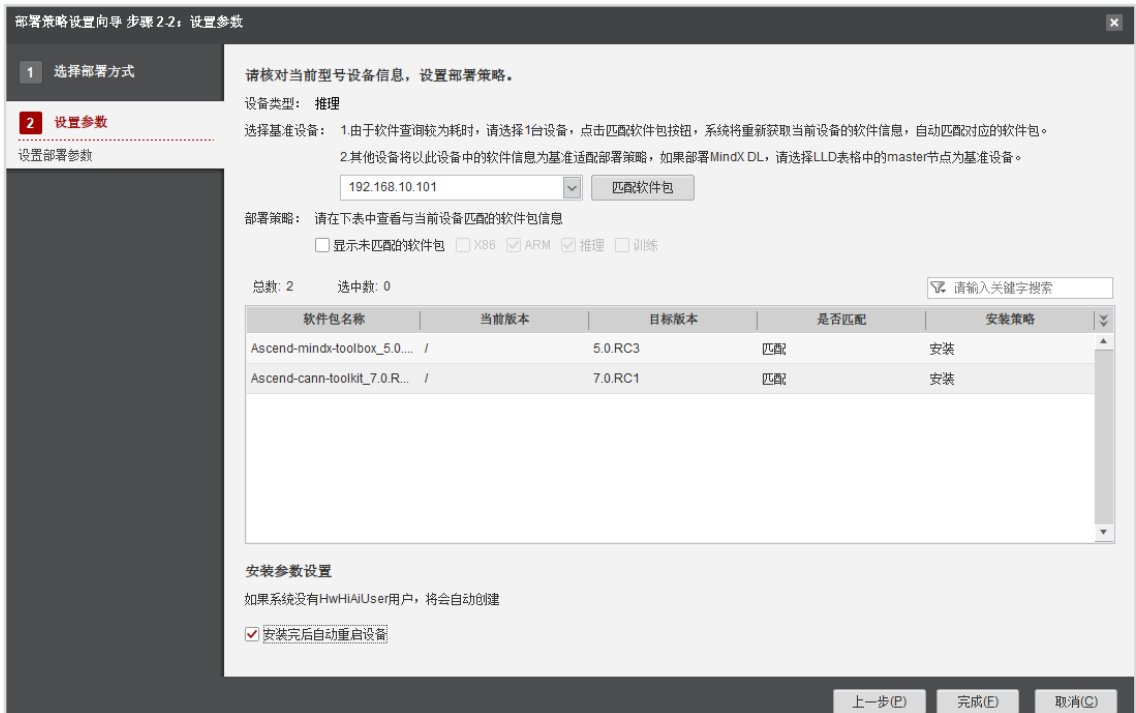 部署策略设置向导 步骤 2-2：设置参数
1 选择部署方式
2 设置参数
设置部署参数
请核对当前型号设备信息，设置部署策略。
设备类型： 推理
选择基准设备： 1.由于软件查询较为耗时，请选择1台设备，点击匹配软件包按钮，系统将重新获取当前设备的软件信息，自动匹配对应的软件包。
2.其他设备将以此设备中的软件信息为基准适配部署策略，如果部署MindX DL，请选择LLD表格中的master节点为基准设备。
192.168.10.101 匹配软件包
部署策略： 请在下表中查看与当前设备匹配的软件包信息
显示未匹配的软件包 X86 ARM 推理 训练
总数: 2 选中数: 0 请输入关键字搜索
软件包名称 当前版本 目标版本 是否匹配 安装策略
Ascend-mindx-toolbox_5.0.... / 5.0.RC3 匹配 安装
Ascend-cann-toolkit_7.0.R... / 7.0.RC1 匹配 安装
安装参数设置
如果系统没有HwHiAiUser用户，将会自动创建
安装完后自动重启设备
上一步(P) 完成(F) 取消(C)